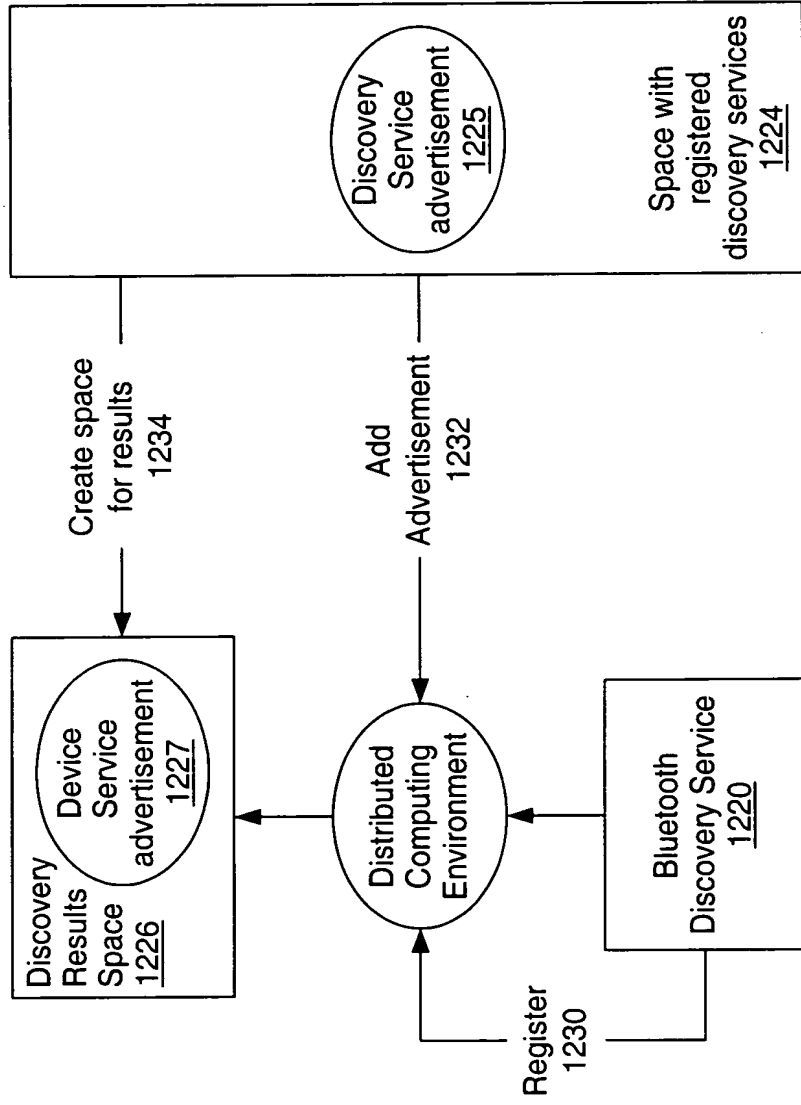 Discovery
Results
Space
1226
Device
Service
advertisement
1227
Create space
for results
1234
Discovery
Service
advertisement
1225
Space with
registered
discovery services
1224
Distributed
Computing
Environment
Add
Advertisement
1232
Register
1230
Bluetooth
Discovery Service
1220